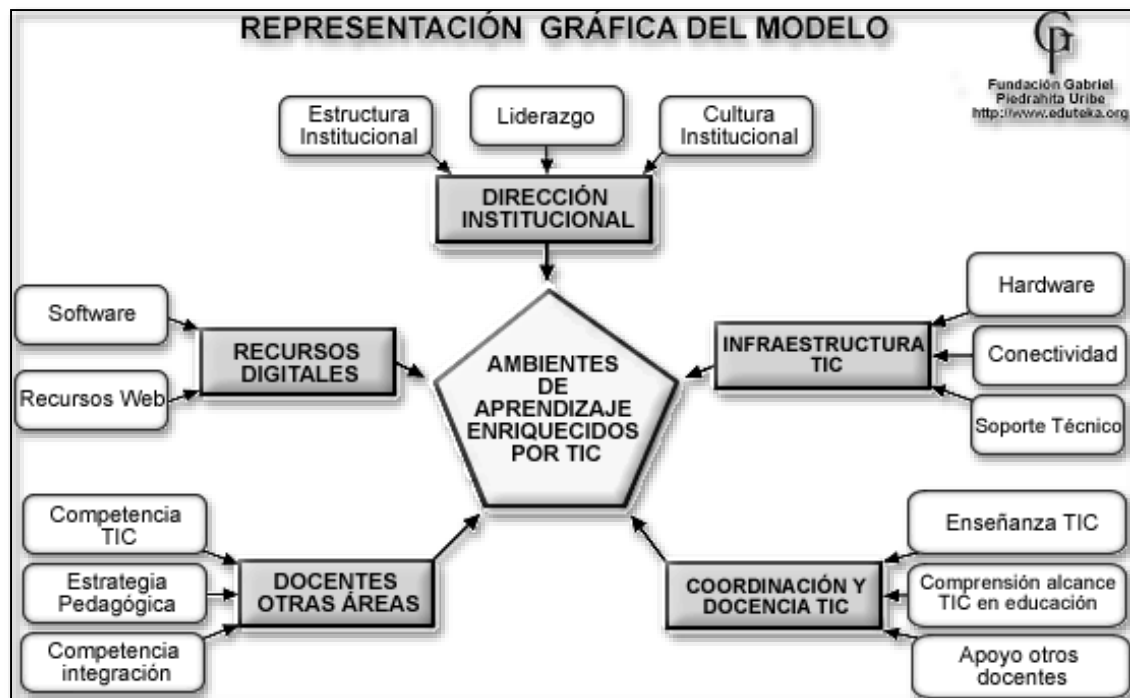 REPRESENTACIÓN GRÁFICA DEL MODELO
Fundación Gabriel
Piedrahita Uribe
http://www.eduteka.org
Estructura
Institucional
Liderazgo
Cultura
Institucional
DIRECCIÓN
INSTITUCIONAL
Software
Recursos Web
RECURSOS
DIGITALES
AMBIENTES
DE
APRENDIZAJE
ENRIQUECIDOS
POR TIC
INFRAESTRUCTURA
TIC
Hardware
Conectividad
Soporte Técnico
Competencia
TIC
Estrategia
Pedagógica
Competencia
integración
DOCENTES
OTRAS ÁREAS
COORDINACIÓN Y
DOCENCIA TIC
Enseñanza TIC
Comprensión alcance
TIC en educación
Apoyo otros
docentes